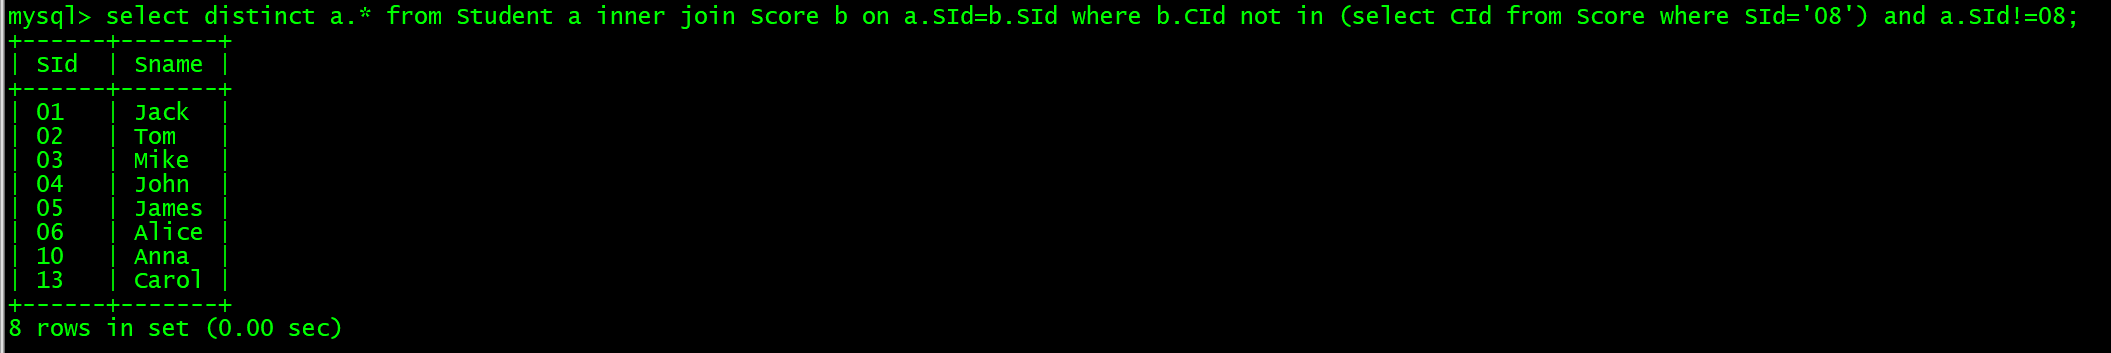 mysql> select distinct a.* from Student a inner join Score b on a.SId=b.SId where b.CId not in (select CId from Score where SId='08') and a.SId!=08;
+------+--------+
| SId  | Sname |
+------+--------+
| 01   | Jack  |
| 02   | Tom   |
| 03   | Mike  |
| 04   | John  |
| 05   | James |
| 06   | Alice |
| 10   | Anna  |
| 13   | Carol |
+------+--------+
8 rows in set (0.00 sec)